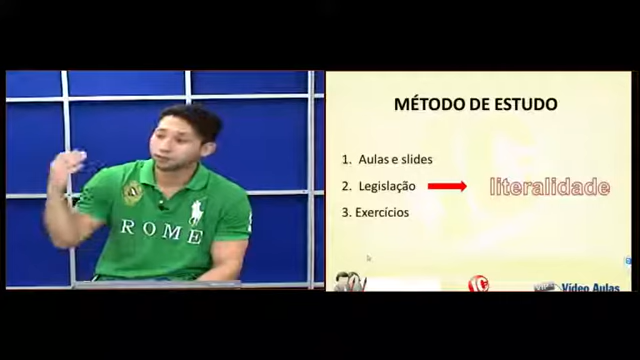 ROME
MÉTODO DE ESTUDO
1. Aulas e slides
2. Legislação
literalidade
3. Exercícios
Vídeo Aulas